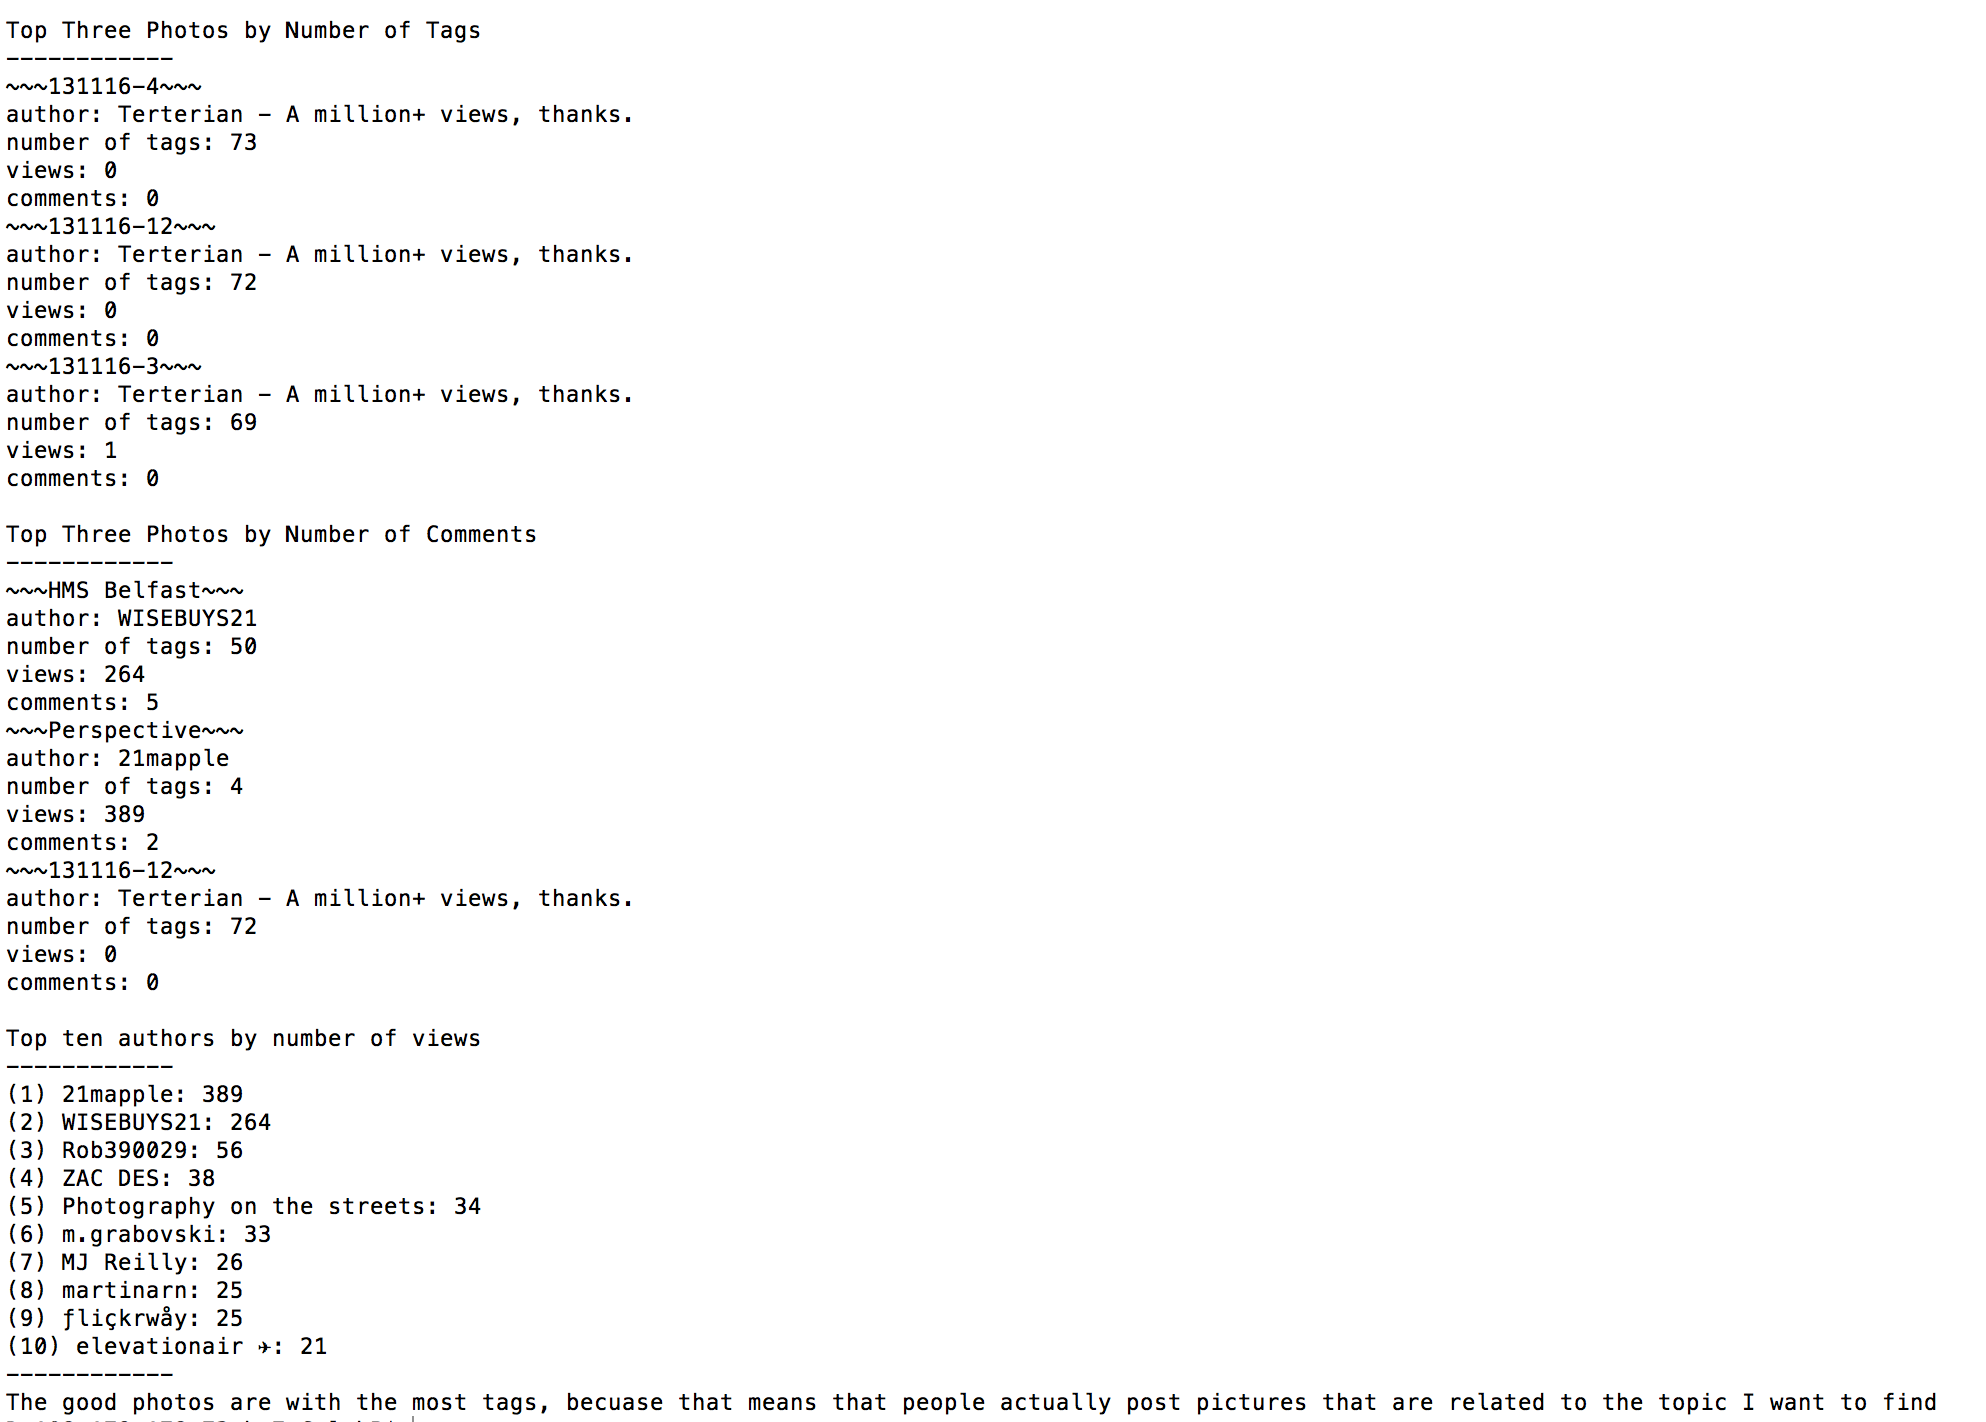 Top Three Photos by Number of Tags
------------
~~~131116-4~~~
author: Terterian - A million+ views, thanks.
number of tags: 73
views: 0
comments: 0
~~~131116-12~~~
author: Terterian - A million+ views, thanks.
number of tags: 72
views: 0
comments: 0
~~~131116-3~~~
author: Terterian - A million+ views, thanks.
number of tags: 69
views: 1
comments: 0

Top Three Photos by Number of Comments
------------
~~~HMS Belfast~~~
author: WISEBUYS21
number of tags: 50
views: 264
comments: 5
~~~Perspective~~~
author: 21mapple
number of tags: 4
views: 389
comments: 2
~~~131116-12~~~
author: Terterian - A million+ views, thanks.
number of tags: 72
views: 0
comments: 0

Top ten authors by number of views
------------
(1) 21mapple: 389
(2) WISEBUYS21: 264
(3) Rob390029: 56
(4) ZAC DES: 38
(5) Photography on the streets: 34
(6) m.grabovski: 33
(7) MJ Reilly: 26
(8) martinarn: 25
(9) ƒliçkrwåy: 25
(10) elevationair ✈: 21
------------
The good photos are with the most tags, becuase that means that people actually post pictures that are related to the topic I want to find